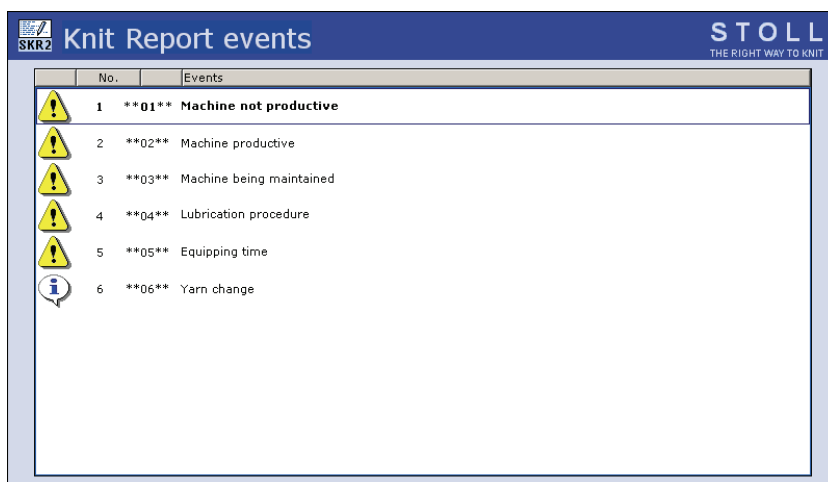 SKR2 Knit Report events
STOLL
THE RIGHT WAY TO KNIT
No. Events
1 **01** Machine not productive
2 **02** Machine productive
3 **03** Machine being maintained
4 **04** Lubrication procedure
5 **05** Equipping time
6 **06** Yarn change